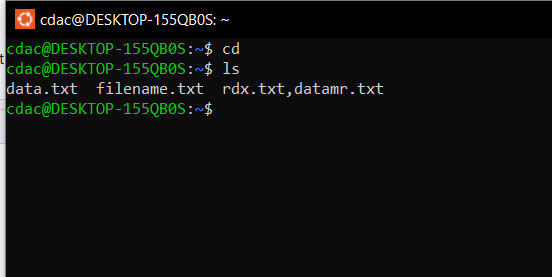 cdac@DESKTOP-155QB0S: ~
cdac@DESKTOP-155QB0S:~$ cd
cdac@DESKTOP-155QB0S:~$ ls
data.txt  filename.txt  rdx.txt,datamr.txt
cdac@DESKTOP-155QB0S:~$